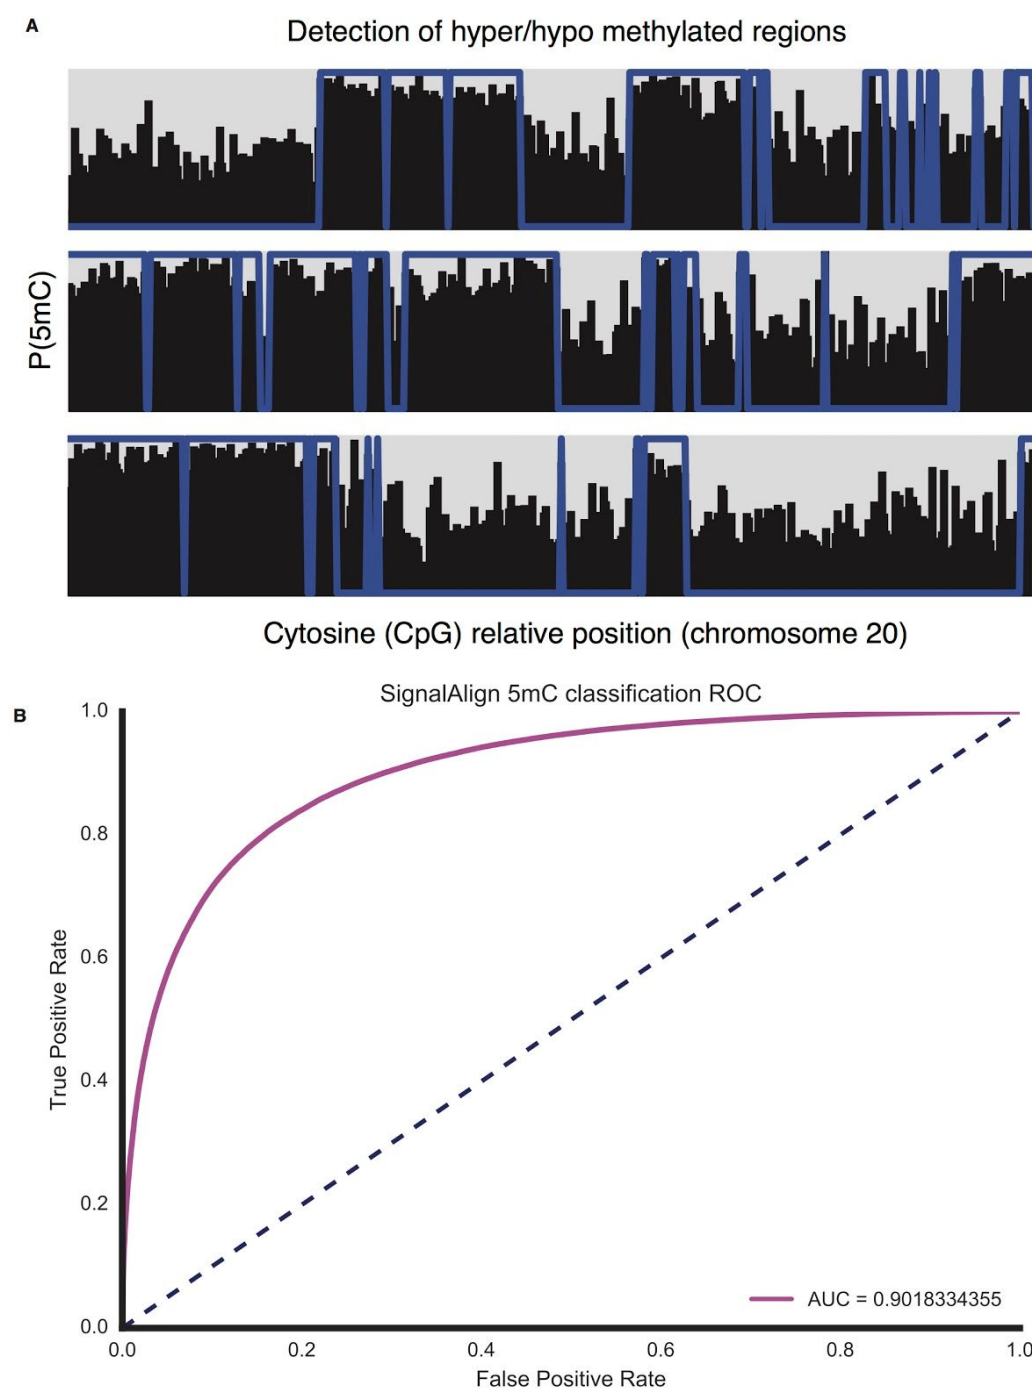 A
Detection of hyper/hypo methylated regions
P(5mC)
Cytosine (CpG) relative position (chromosome 20)
B
SignalAlign 5mC classification ROC
1.0
0.8
0.6
0.4
0.2
0.0
True Positive Rate
AUC = 0.9018334355
0.0 0.2 0.4 0.6 0.8 1.0
False Positive Rate